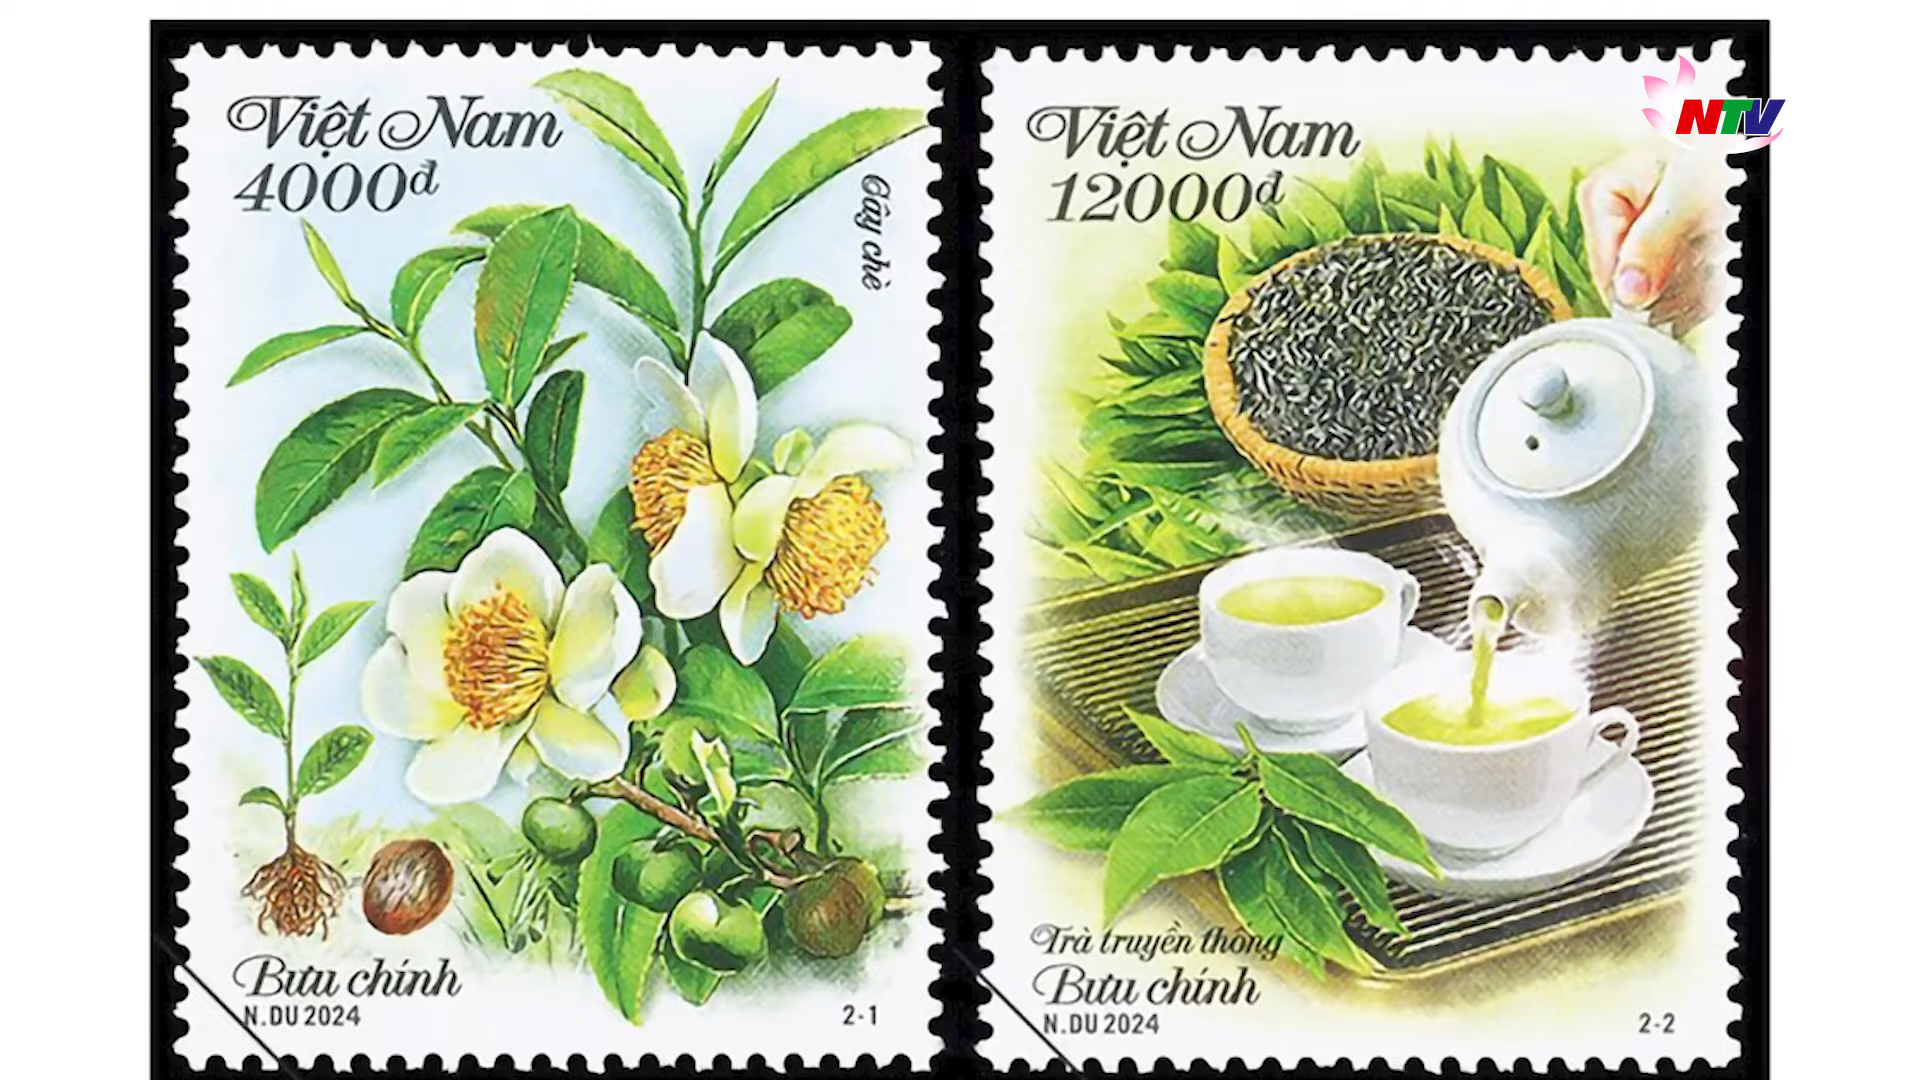 Việt Nam
4000đ
Cây chè
Bưu chính
N.DU 2024
2-1
Việt Nam
12000đ
Trà truyền thông
Bưu chính
N.DU 2024
2-2
NTV